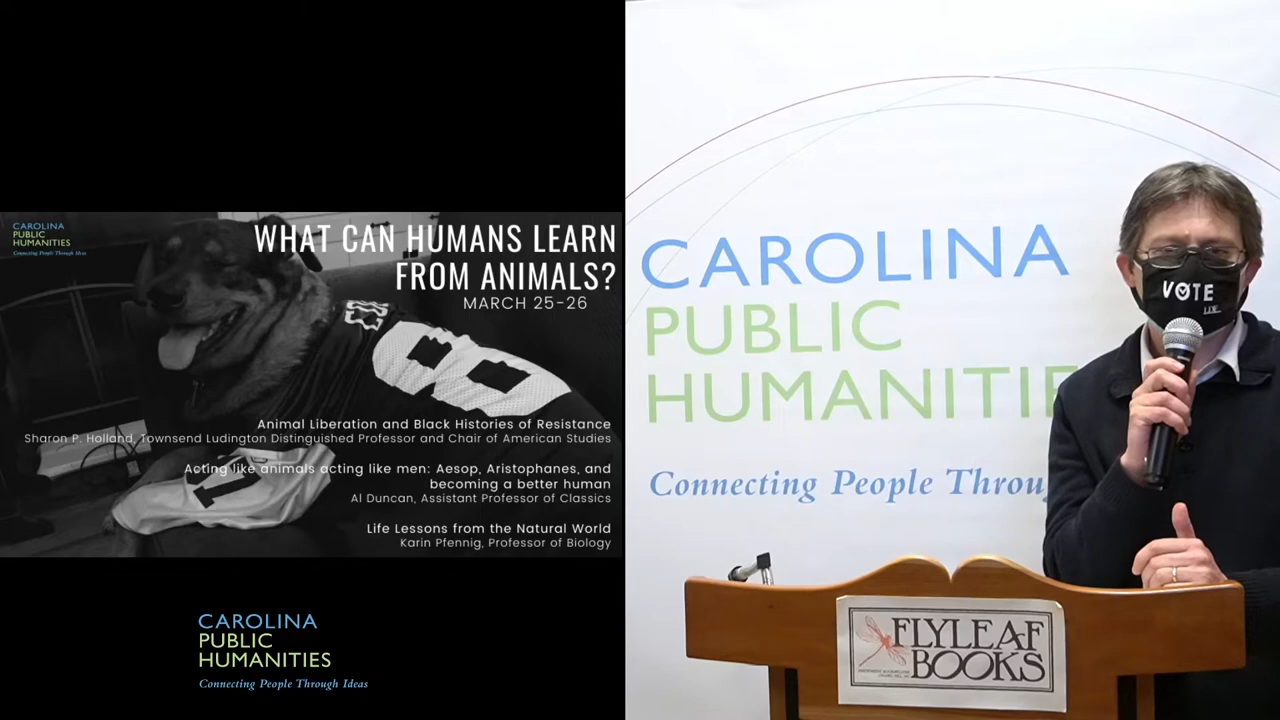 CAROLINA
PUBLIC
HUMANITIES
Connecting People Through Ideas
WHAT CAN HUMANS LEARN
FROM ANIMALS?
MARCH 25-26
Animal Liberation and Black Histories of Resistance
Sharon P. Holland, Townsend Ludington Distinguished Professor and Chair of American Studies
Acting like animals acting like men: Aesop, Aristophanes, and
becoming a better human
Al Duncan, Assistant Professor of Classics
Life Lessons from the Natural World
Karin Pfennig, Professor of Biology
CAROLINA
PUBLIC
HUMANITIES
Connecting People Through Ideas
CAROLINA
PUBLIC
HUMANITIE
Connecting People Throug
VOTE
FLYLEAF
BOOKS